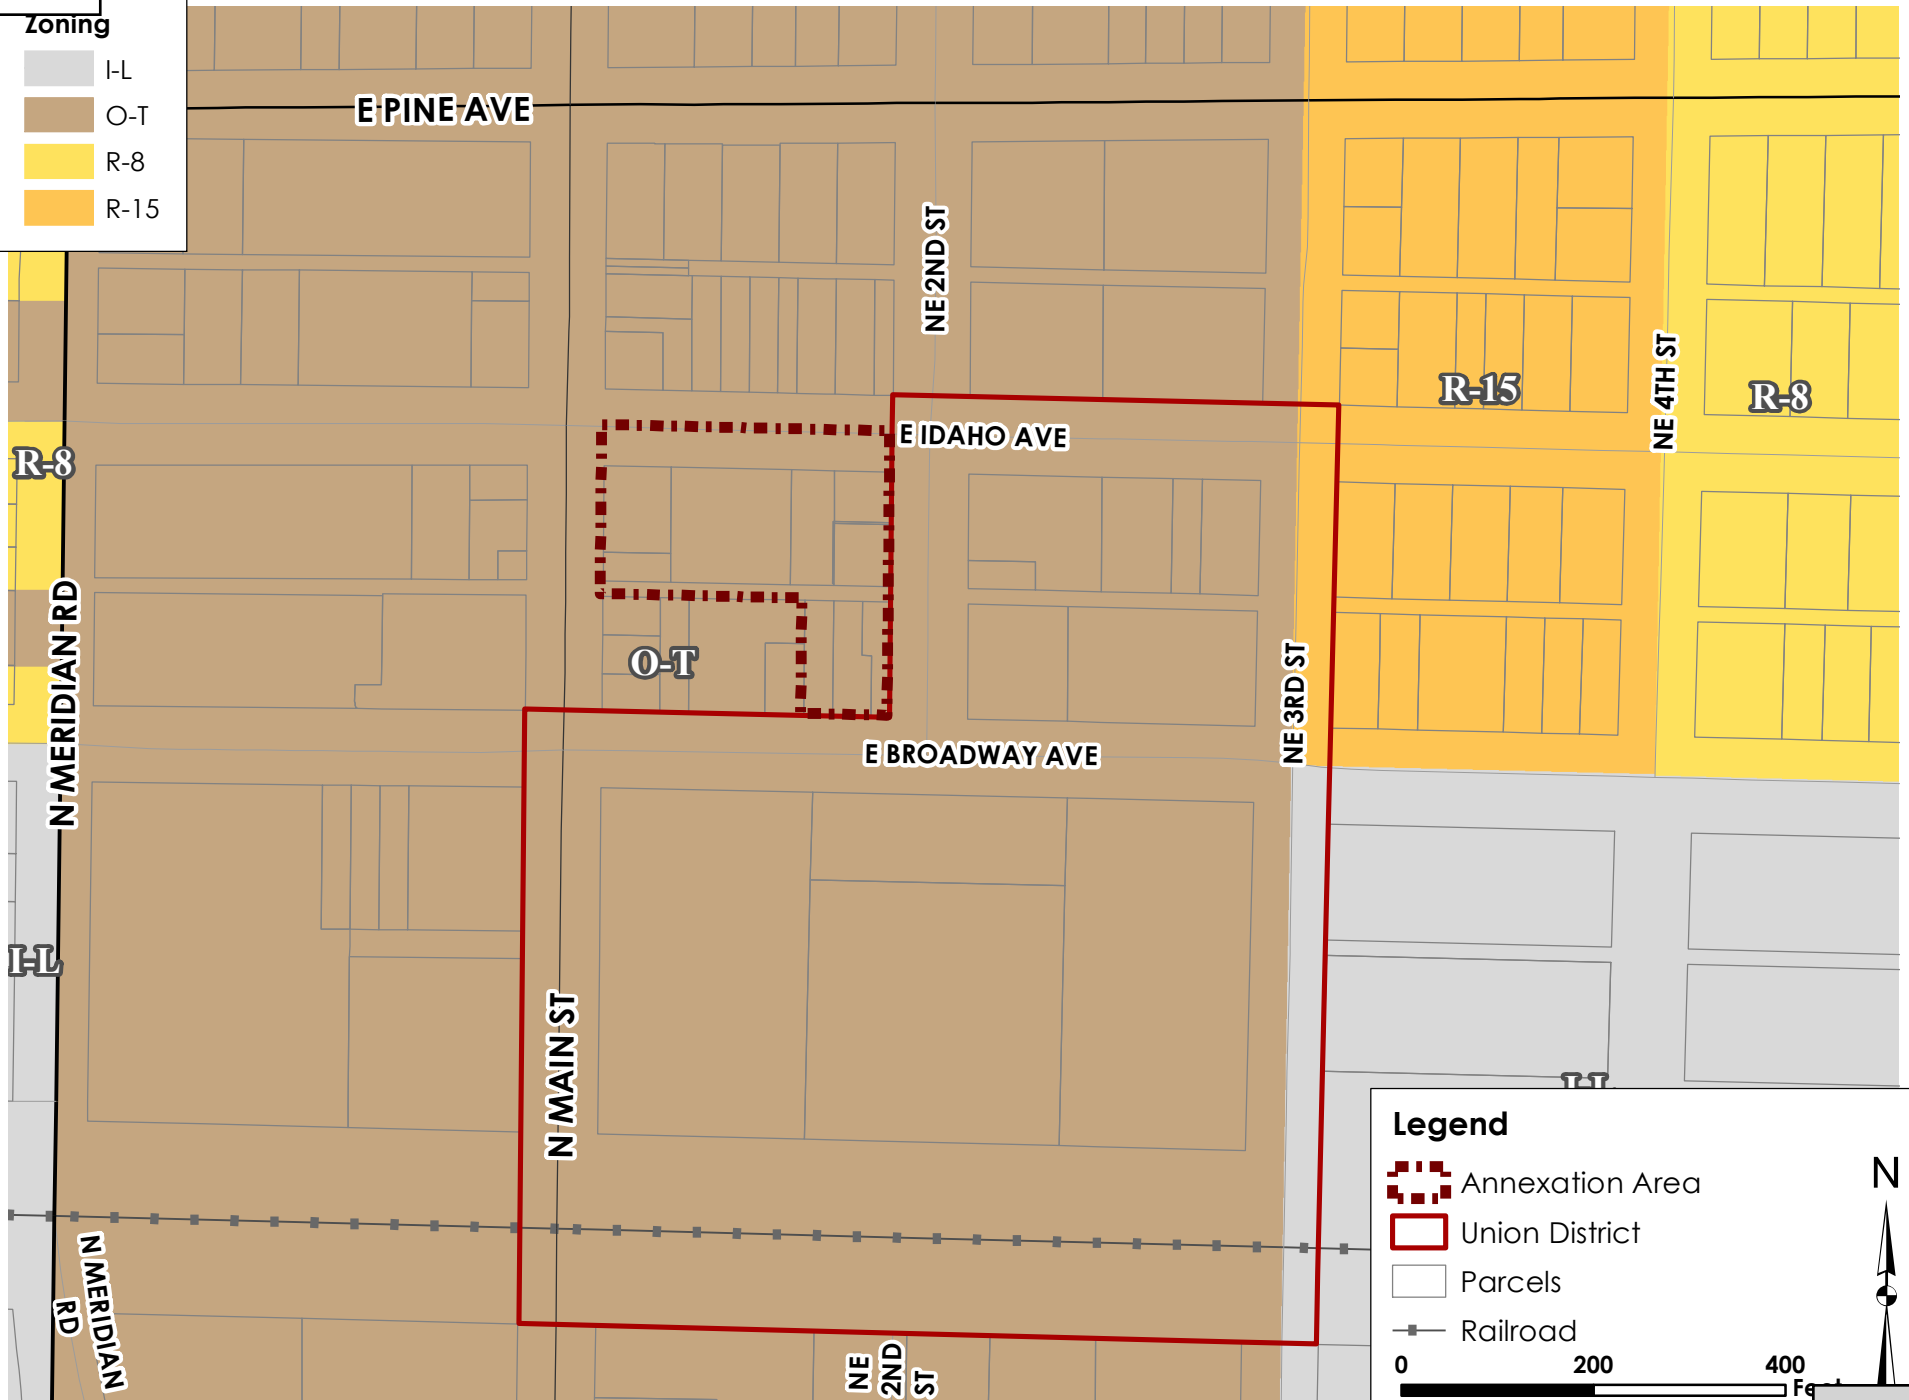 Zoning
I-L
O-T
R-8
R-15
E PINE AVE
NE 2ND ST
NE 4TH ST
R-15
R-8
E IDAHO AVE
R-8
N MERIDIAN RD
O-T
NE 3RD ST
E BROADWAY AVE
I-L
N MAIN ST
I-L
N MERIDIAN
RD
NE
2ND
ST
Legend
Annexation Area
Union District
Parcels
Railroad
N
0 200 400
Feet